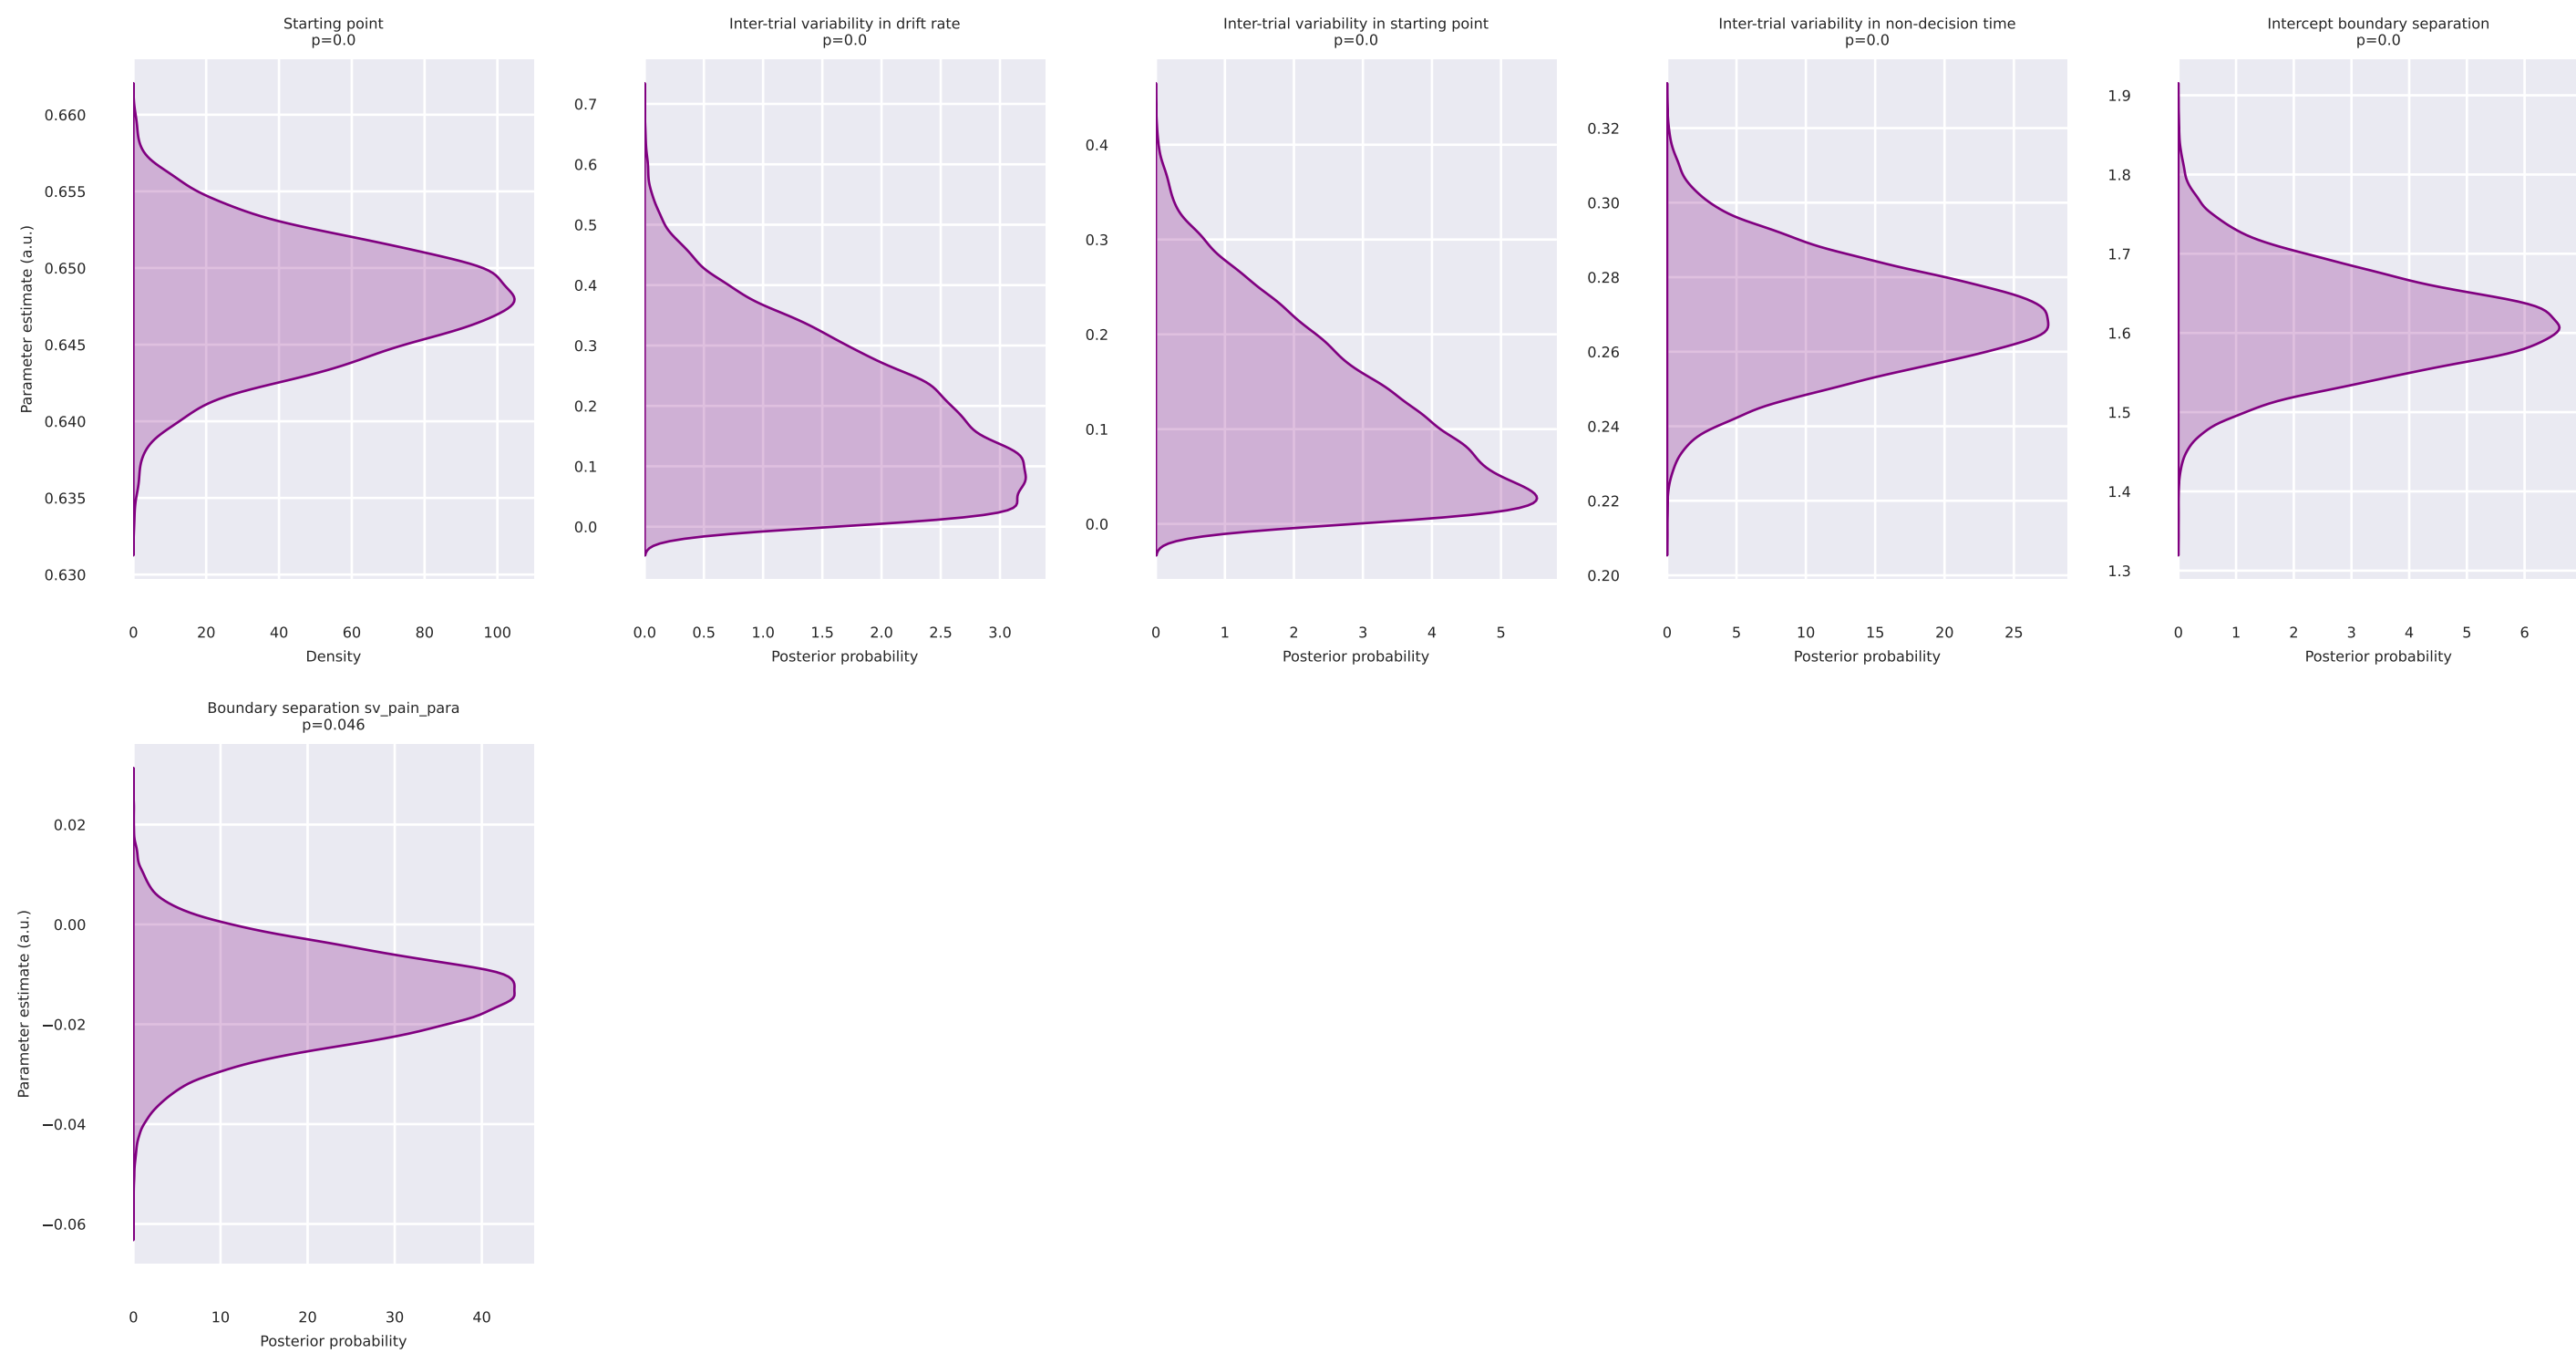 Starting point
p=0.0
Inter-trial variability in drift rate
p=0.0
Inter-trial variability in starting point
p=0.0
Inter-trial variability in non-decision time
p=0.0
Intercept boundary separation
p=0.0
Parameter estimate (a.u.)
0.660
0.655
0.650
0.645
0.640
0.635
0.630
0 20 40 60 80 100
Density
0.7
0.6
0.5
0.4
0.3
0.2
0.1
0.0
0.0 0.5 1.0 1.5 2.0 2.5 3.0
Posterior probability
0.4
0.3
0.2
0.1
0.0
0 1 2 3 4 5
Posterior probability
0.32
0.30
0.28
0.26
0.24
0.22
0.20
0 5 10 15 20 25
Posterior probability
1.9
1.8
1.7
1.6
1.5
1.4
1.3
0 1 2 3 4 5 6
Posterior probability
Boundary separation sv_pain_para
p=0.046
Parameter estimate (a.u.)
0.02
0.00
−0.02
−0.04
−0.06
0 10 20 30 40
Posterior probability